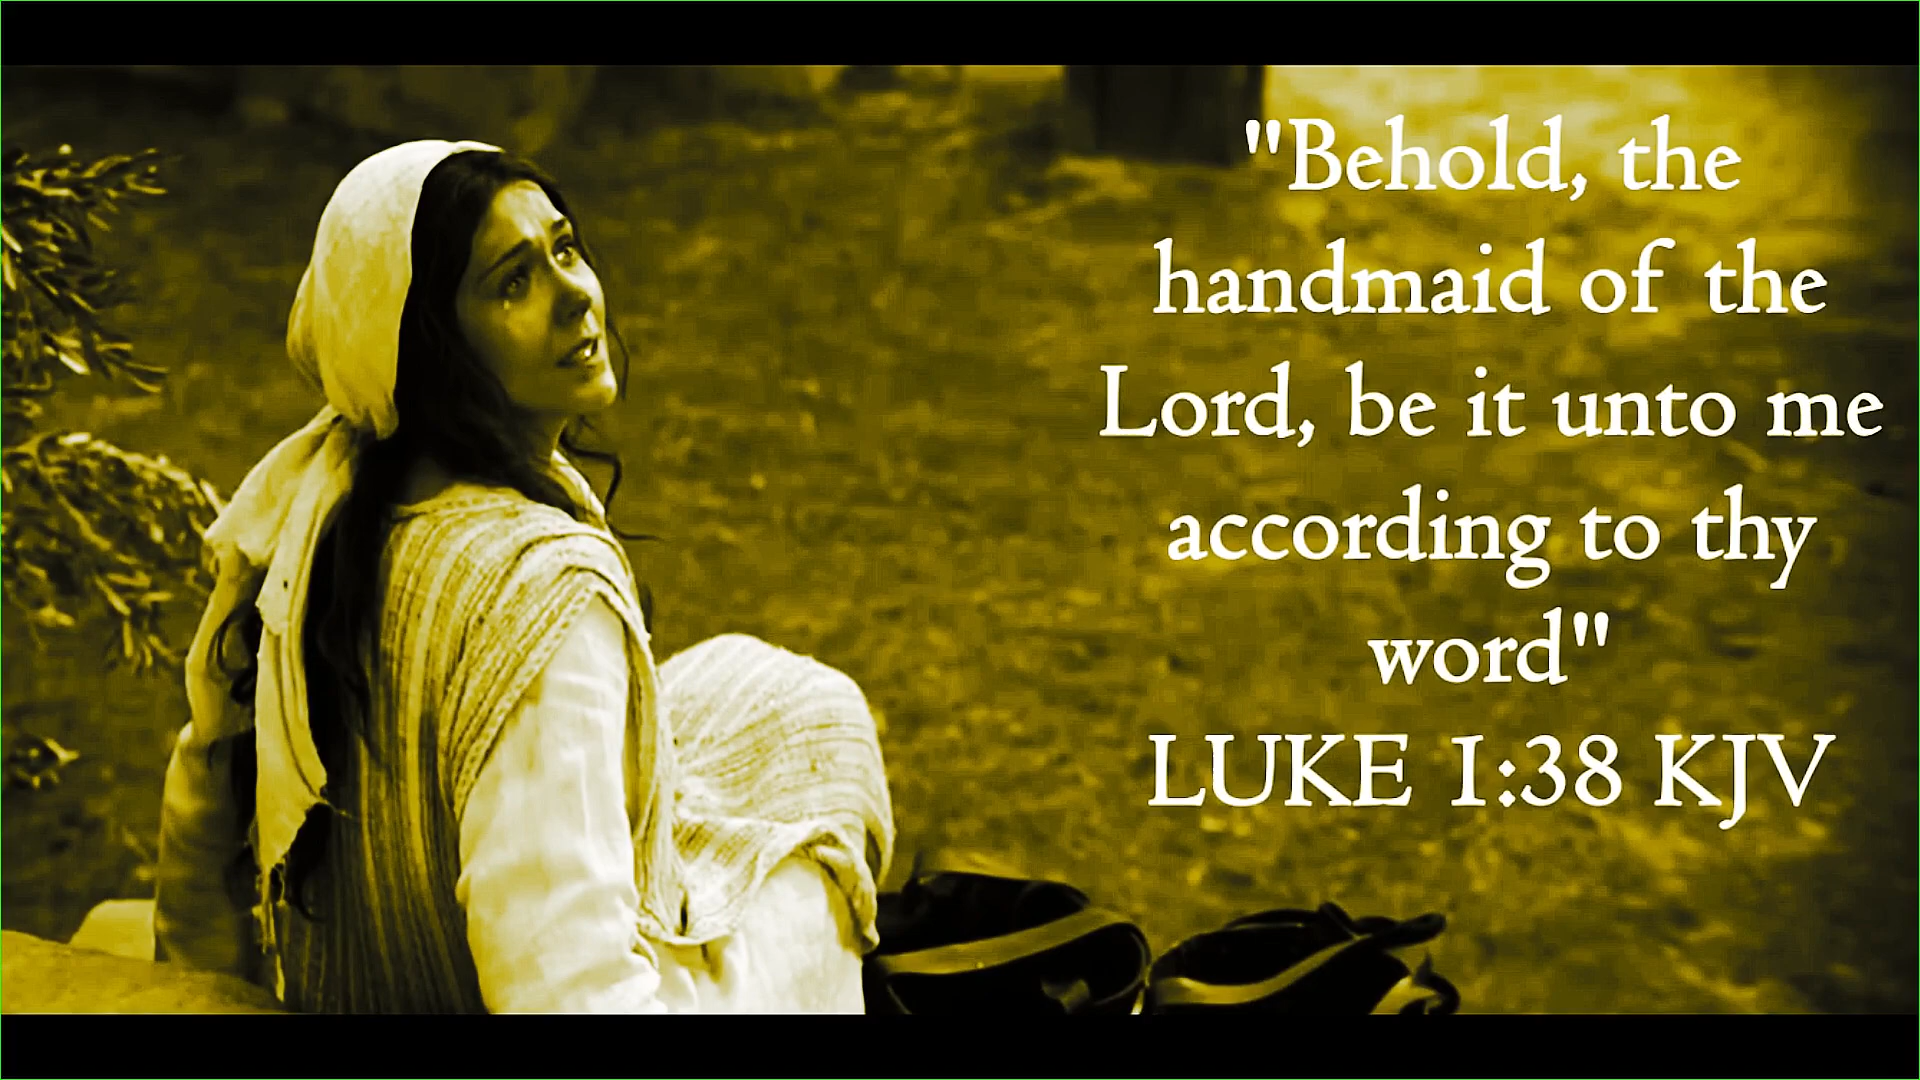 "Behold, the
handmaid of the
Lord, be it unto me
according to thy
word"
LUKE 1:38 KJV